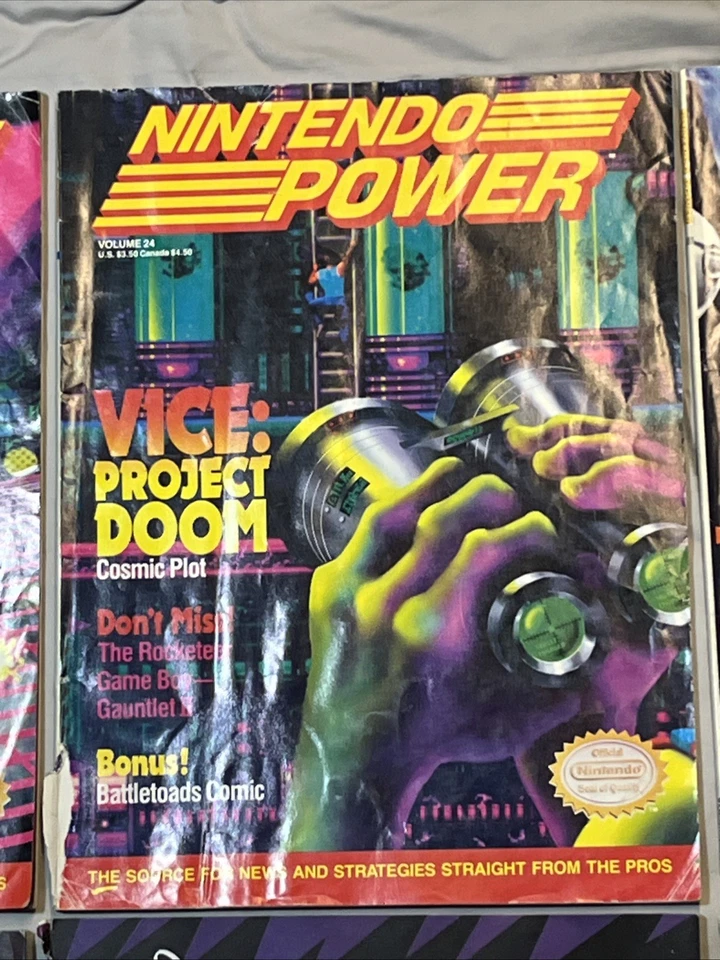 NINTENDO
POWER
VOLUME 24
U.S. $3.50 Canada $4.50
VICE:
PROJECT
DOOM
Cosmic Plot
Don't Miss!
The Rocketeer
Game Boy—
Gauntlet II
Bonus!
Battletoads Comic
Official
Nintendo
Seal of Quality
THE SOURCE FOR NEWS AND STRATEGIES STRAIGHT FROM THE PROS
S